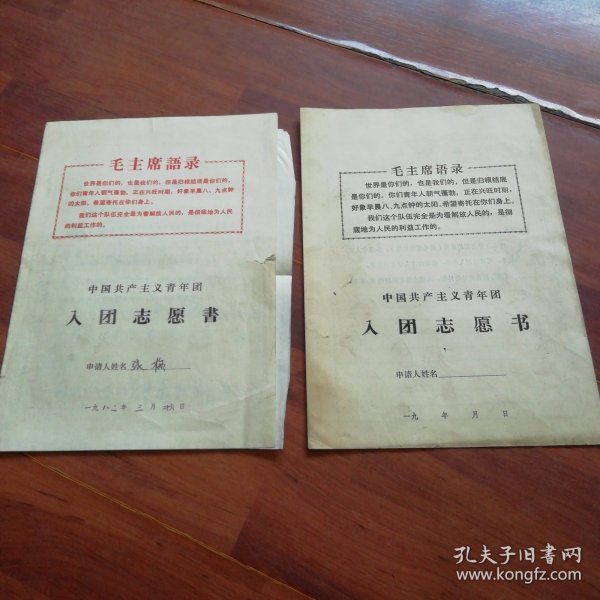 毛主席語录
世界是你们的，也是我们的，但是归根结底是你们的。
你们青年人朝气蓬勃，正在兴旺时期，好象早晨八、九点钟
的太阳。希望寄托在你们身上。
我们这个队伍完全是为着解放人民的，是彻底地为人民
的利益工作的。
中国共产主义青年团
入团志愿書
申请人姓名 张梅
一九八二年 三月 日
毛主席语录
世界是你们的，也是我们的，但是归根结底
是你们的。你们青年人朝气蓬勃，正在兴旺时期，
好象早晨八、九点钟的太阳。希望寄托在你们身上。
我们这个队伍完全是为着解放人民的，是彻
底地为人民的利益工作的。
中国共产主义青年团
入团志愿书
申请人姓名
一九 年 月 日
孔夫子旧书网
www.kongfz.com